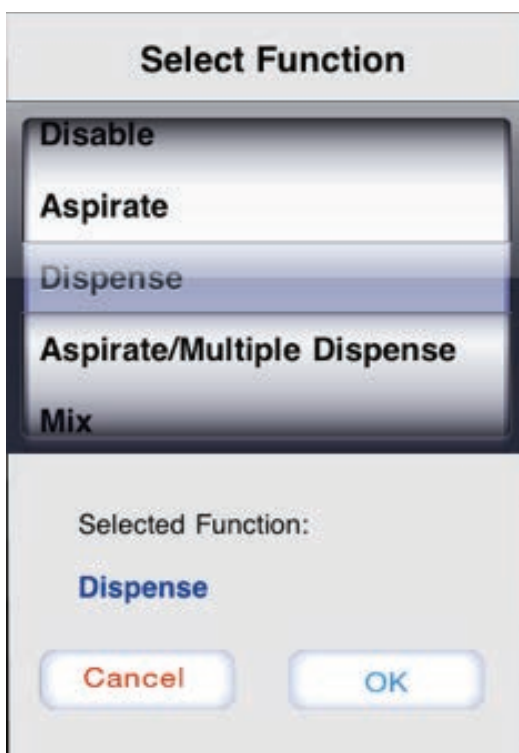 Select Function
Disable
Aspirate
Dispense
Aspirate/Multiple Dispense
Mix
Selected Function:
Dispense
Cancel
OK